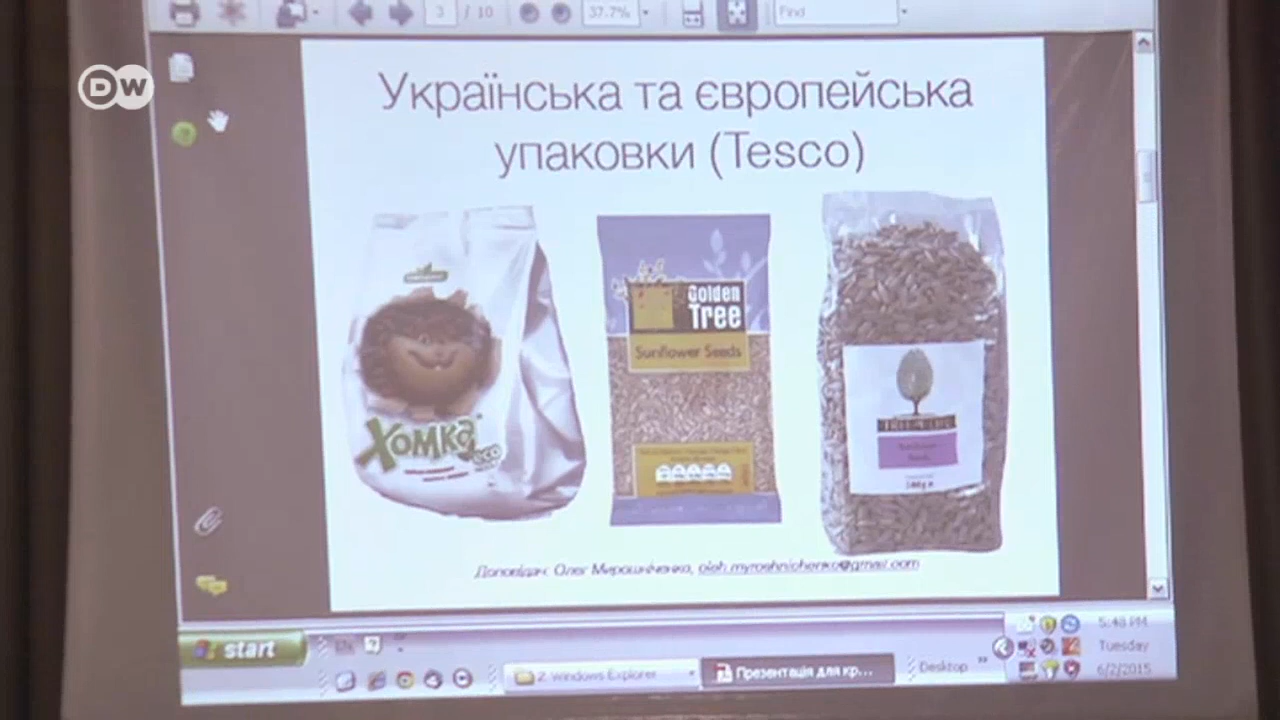 3 / 10
37.7%
Find
DW
Українська та європейська
упаковки (Tesco)
Хомка
eco
Golden
Tree
Sunflower Seeds
Доповідач: Олег Мирошніченко, oleh.myroshnichenko@gmail.com
start
EN
5:48 PM
Tuesday
6/2/2015
2 Windows Explorer
Презентація для кр...
Desktop